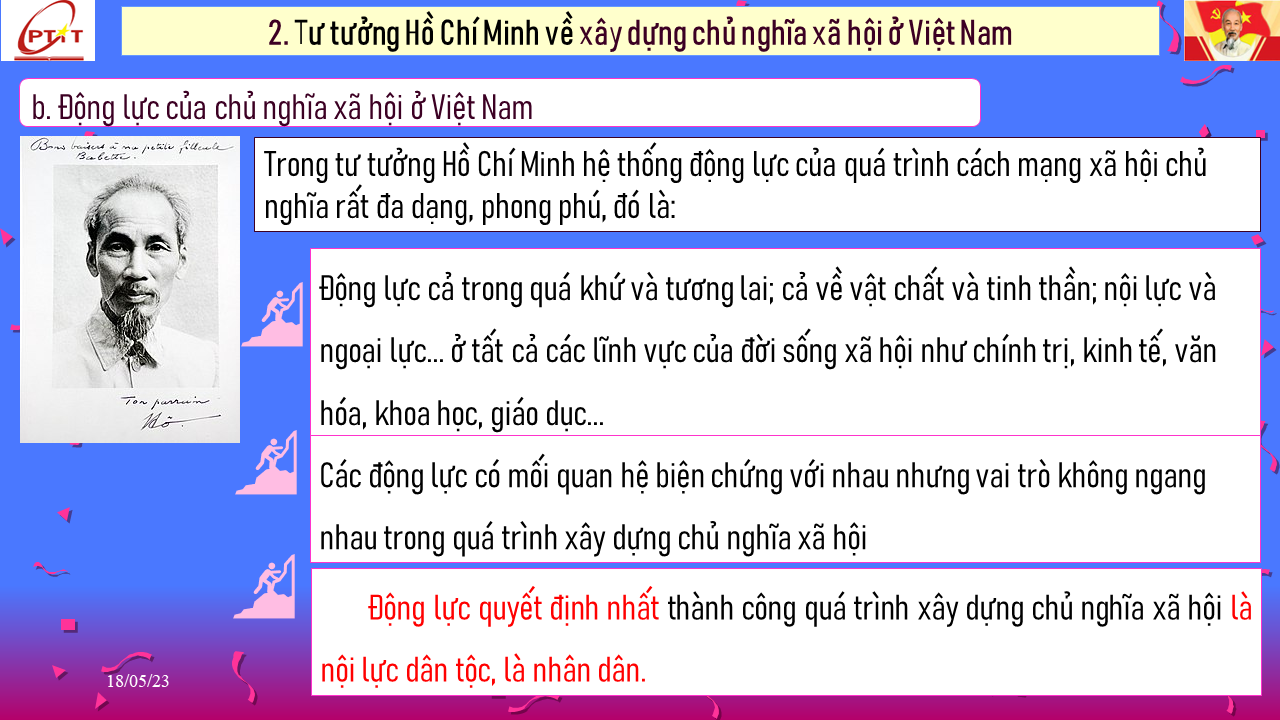 PTIT
2. Tư tưởng Hồ Chí Minh về xây dựng chủ nghĩa xã hội ở Việt Nam
b. Động lực của chủ nghĩa xã hội ở Việt Nam
Bons baisers à ma petite filleule
Babette.
Ton parrain
Hồ
Trong tư tưởng Hồ Chí Minh hệ thống động lực của quá trình cách mạng xã hội chủ
nghĩa rất đa dạng, phong phú, đó là:
Động lực cả trong quá khứ và tương lai; cả về vật chất và tinh thần; nội lực và
ngoại lực... ở tất cả các lĩnh vực của đời sống xã hội như chính trị, kinh tế, văn
hóa, khoa học, giáo dục...
Các động lực có mối quan hệ biện chứng với nhau nhưng vai trò không ngang
nhau trong quá trình xây dựng chủ nghĩa xã hội
Động lực quyết định nhất thành công quá trình xây dựng chủ nghĩa xã hội là
nội lực dân tộc, là nhân dân.
18/05/23